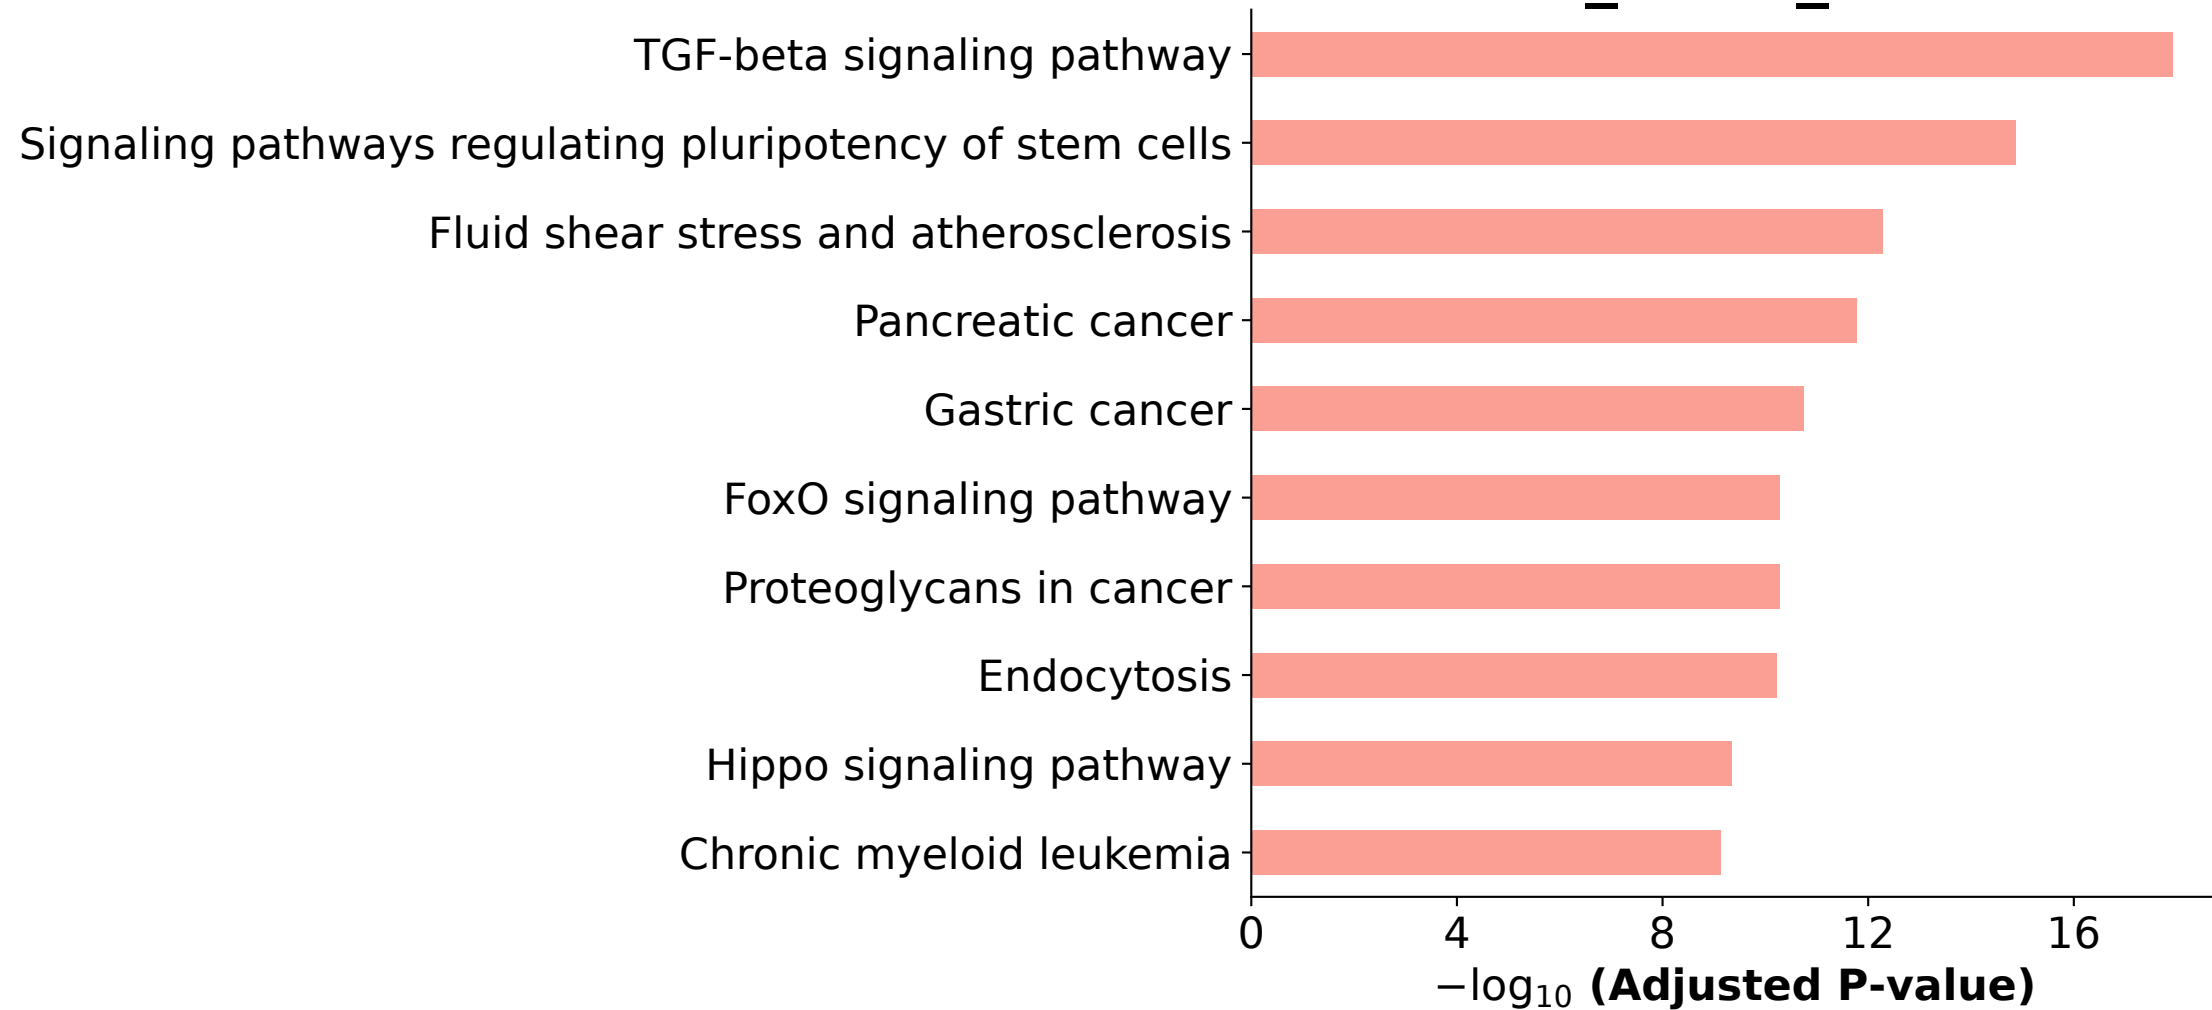 TGF-beta signaling pathway
Signaling pathways regulating pluripotency of stem cells
Fluid shear stress and atherosclerosis
Pancreatic cancer
Gastric cancer
FoxO signaling pathway
Proteoglycans in cancer
Endocytosis
Hippo signaling pathway
Chronic myeloid leukemia
0 4 8 12 16
−log₁₀ (Adjusted P-value)